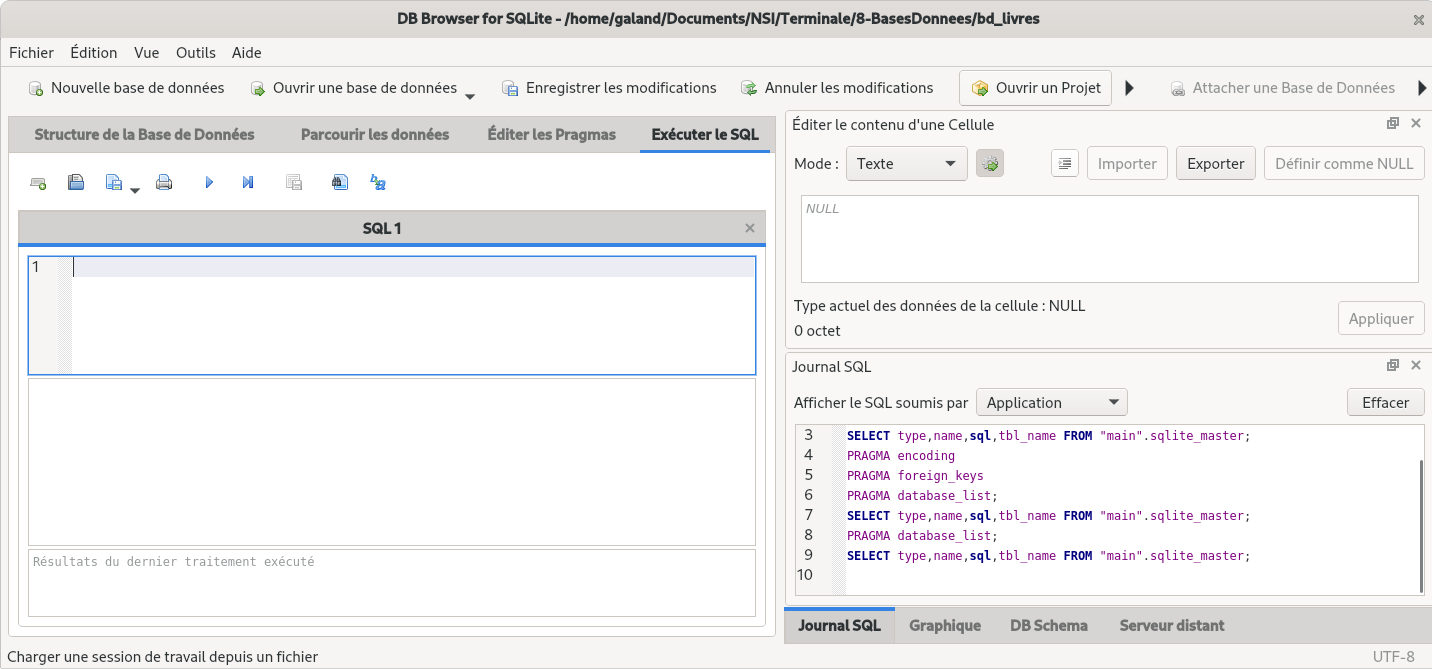 DB Browser for SQLite - /home/galand/Documents/NSI/Terminale/8-BasesDonnees/bd_livres
Fichier Édition Vue Outils Aide
Nouvelle base de données Ouvrir une base de données Enregistrer les modifications Annuler les modifications Ouvrir un Projet Attacher une Base de Données
Structure de la Base de Données Parcourir les données Éditer les Pragmas Exécuter le SQL
SQL 1
1
Résultats du dernier traitement exécuté
Éditer le contenu d'une Cellule
Mode : Texte Importer Exporter Définir comme NULL
NULL
Type actuel des données de la cellule : NULL
0 octet
Appliquer
Journal SQL
Afficher le SQL soumis par Application Effacer
3 SELECT type,name,sql,tbl_name FROM "main".sqlite_master;
4 PRAGMA encoding
5 PRAGMA foreign_keys
6 PRAGMA database_list;
7 SELECT type,name,sql,tbl_name FROM "main".sqlite_master;
8 PRAGMA database_list;
9 SELECT type,name,sql,tbl_name FROM "main".sqlite_master;
10
Journal SQL Graphique DB Schema Serveur distant
Charger une session de travail depuis un fichier UTF-8